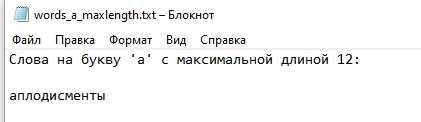 words_a_maxlength.txt – Блокнот
Файл Правка Формат Вид Справка
Слова на букву 'а' с максимальной длиной 12:
аплодисменты